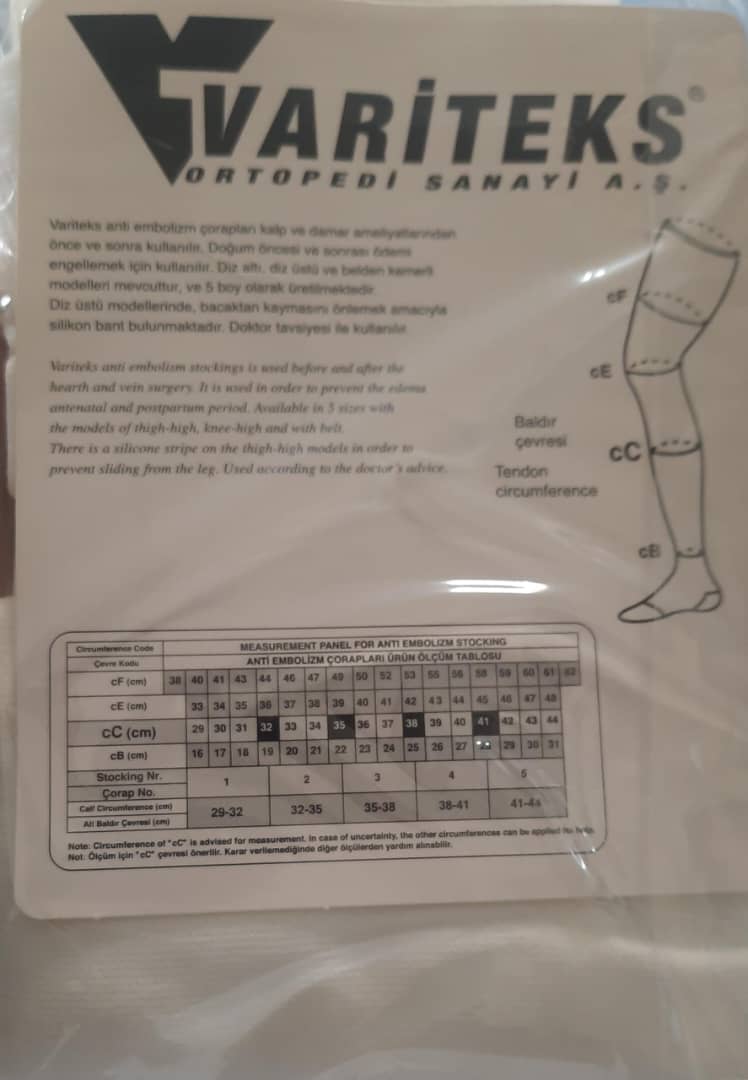 VARİTEKS®
ORTOPEDİ SANAYİ A.Ş.
Variteks anti embolizm çorapları kalp ve damar ameliyatlarından
önce ve sonra kullanılır. Doğum öncesi ve sonrası ödemi
engellemek için kullanılır. Diz altı, diz üstü ve belden kemerli
modelleri mevcuttur, ve 5 boy olarak üretilmektedir.
Diz üstü modellerinde, bacaktan kaymasını önlemek amacıyla
silikon bant bulunmaktadır. Doktor tavsiyesi ile kullanılır
Variteks anti embolism stockings is used before and after the
hearth and vein surgery. It is used in order to prevent the edema
antenatal and postpartum period. Available in 5 sizes with
the models of thigh-high, knee-high and with belt.
There is a silicone stripe on the thigh-high models in order to
prevent sliding from the leg. Used according to the doctor's advice.
cF
cE
Baldır
çevresi
cC
Tendon
circumference
cB
Circumference Code MEASUREMENT PANEL FOR ANTI EMBOLIZM STOCKING
Çevre Kodu ANTİ EMBOLİZM ÇORAPLARI ÜRÜN ÖLÇÜM TABLOSU
cF (cm) 38 40 41 43 44 46 47 49 50 52 53 55 56 58 59 60 61 62
cE (cm) 33 34 35 36 37 38 39 40 41 42 43 44 45 46 47 48
cC (cm) 29 30 31 32 33 34 35 36 37 38 39 40 41 42 43 44
cB (cm) 16 17 18 19 20 21 22 23 24 25 26 27 28 29 30 31
Stocking Nr. 1 2 3 4 5
Çorap No.
Calf Circumference (cm) 29-32 32-35 35-38 38-41 41-44
Alt Baldır Çevresi (cm)
Note: Circumference of "cC" is advised for measurement. In case of uncertainty, the other circumferences can be applied to help.
Not: Ölçüm için "cC" çevresi önerilir. Karar verilemediğinde diğer ölçülerden yardım alınabilir.